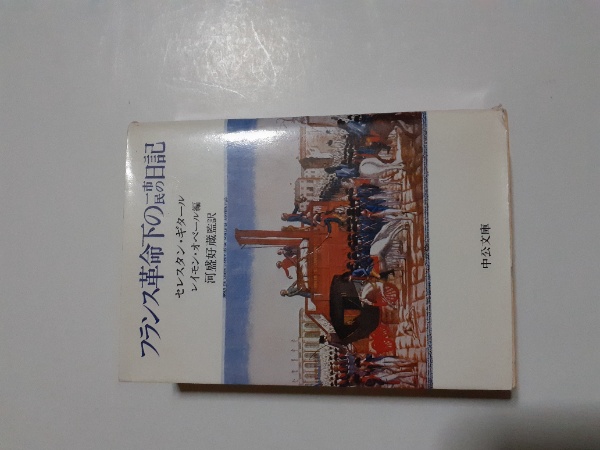 フランス革命下の一市民の日記
セレスタン・ギタール
レイモン・オベール編
河盛好蔵監訳
中公文庫